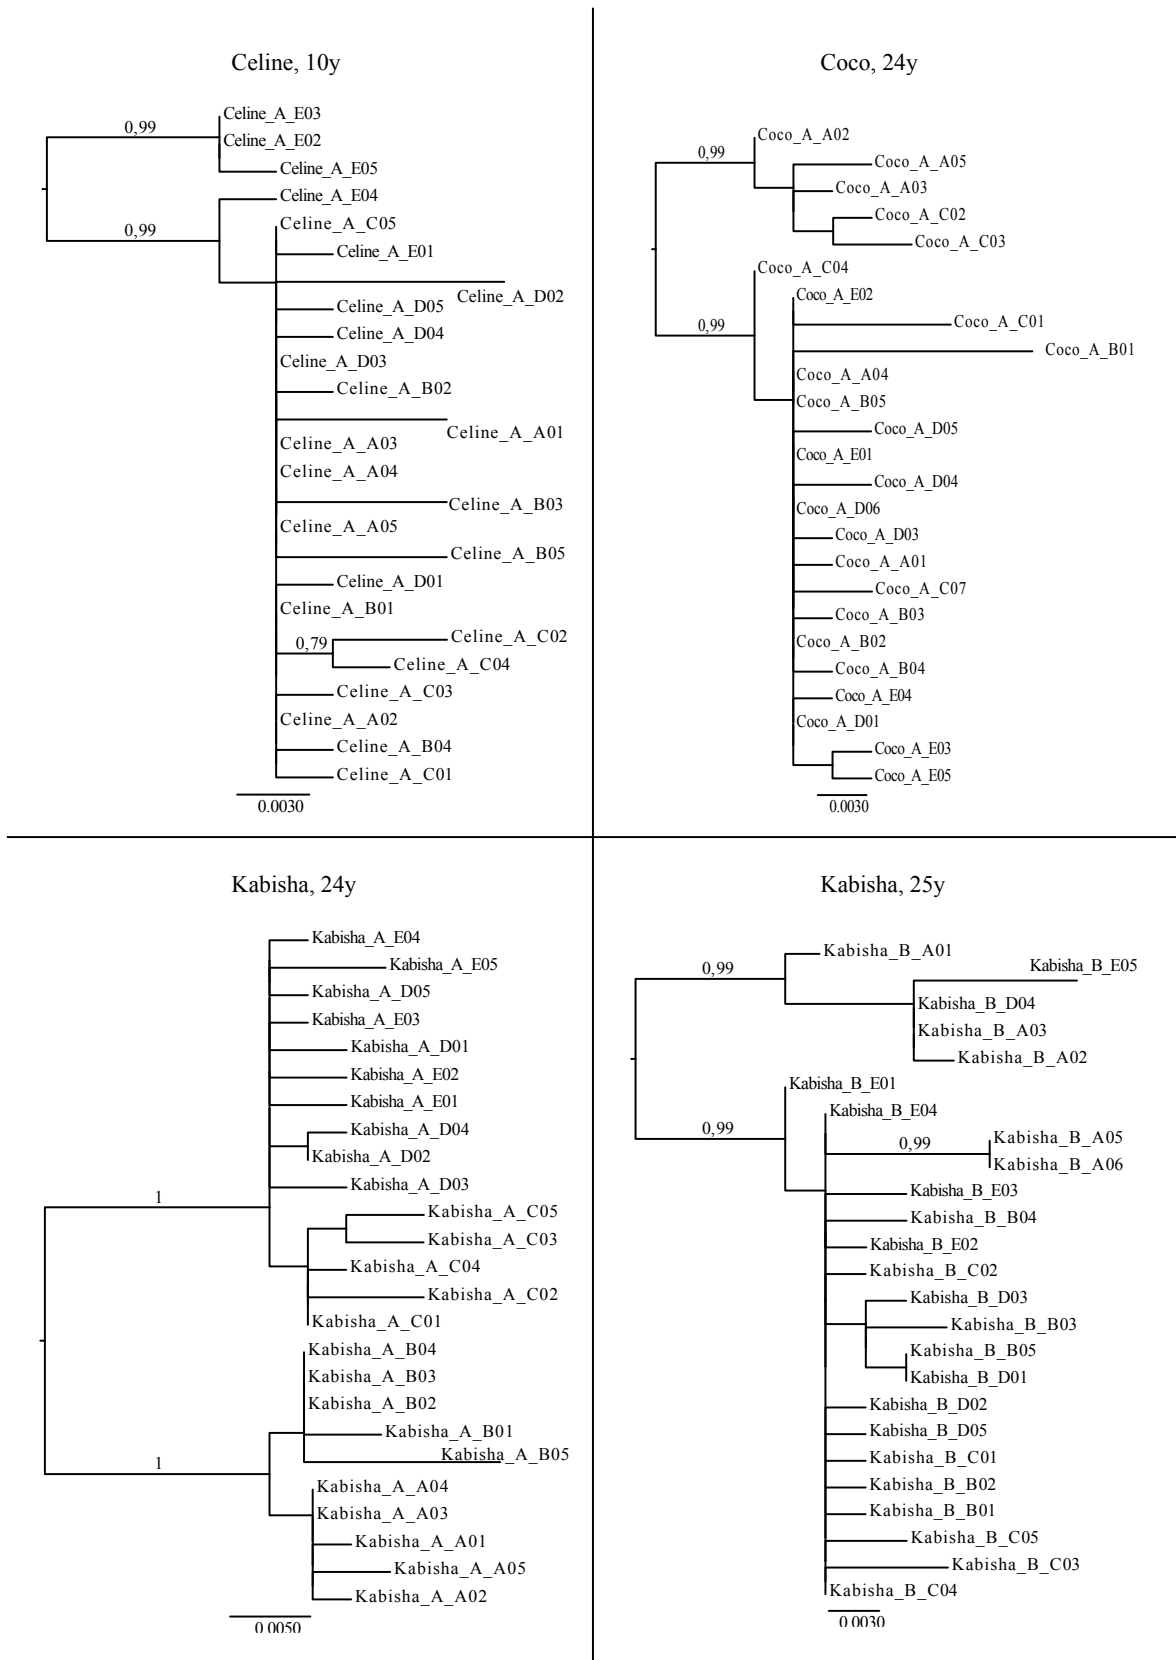 Celine, 10y
0,99
Celine_A_E03
Celine_A_E02
Celine_A_E05
Celine_A_E04
0,99
Celine_A_C05
Celine_A_E01
Celine_A_D02
Celine_A_D05
Celine_A_D04
Celine_A_D03
Celine_A_B02
Celine_A_A01
Celine_A_A03
Celine_A_A04
Celine_A_B03
Celine_A_A05
Celine_A_B05
Celine_A_D01
Celine_A_B01
0,79
Celine_A_C02
Celine_A_C04
Celine_A_C03
Celine_A_A02
Celine_A_B04
Celine_A_C01
0.0030
Coco, 24y
Coco_A_A02
0,99
Coco_A_A05
Coco_A_A03
Coco_A_C02
Coco_A_C03
Coco_A_C04
Coco_A_E02
0,99
Coco_A_C01
Coco_A_B01
Coco_A_A04
Coco_A_B05
Coco_A_D05
Coco_A_E01
Coco_A_D04
Coco_A_D06
Coco_A_D03
Coco_A_A01
Coco_A_C07
Coco_A_B03
Coco_A_B02
Coco_A_B04
Coco_A_E04
Coco_A_D01
Coco_A_E03
Coco_A_E05
0.0030
Kabisha, 24y
Kabisha_A_E04
Kabisha_A_E05
Kabisha_A_D05
Kabisha_A_E03
Kabisha_A_D01
Kabisha_A_E02
Kabisha_A_E01
Kabisha_A_D04
Kabisha_A_D02
Kabisha_A_D03
1
Kabisha_A_C05
Kabisha_A_C03
Kabisha_A_C04
Kabisha_A_C02
Kabisha_A_C01
Kabisha_A_B04
Kabisha_A_B03
Kabisha_A_B02
Kabisha_A_B01
Kabisha_A_B05
1
Kabisha_A_A04
Kabisha_A_A03
Kabisha_A_A01
Kabisha_A_A05
Kabisha_A_A02
0.0050
Kabisha, 25y
Kabisha_B_A01
0,99
Kabisha_B_E05
Kabisha_B_D04
Kabisha_B_A03
Kabisha_B_A02
Kabisha_B_E01
Kabisha_B_E04
0,99
0,99
Kabisha_B_A05
Kabisha_B_A06
Kabisha_B_E03
Kabisha_B_B04
Kabisha_B_E02
Kabisha_B_C02
Kabisha_B_D03
Kabisha_B_B03
Kabisha_B_B05
Kabisha_B_D01
Kabisha_B_D02
Kabisha_B_D05
Kabisha_B_C01
Kabisha_B_B02
Kabisha_B_B01
Kabisha_B_C05
Kabisha_B_C03
Kabisha_B_C04
0.0030